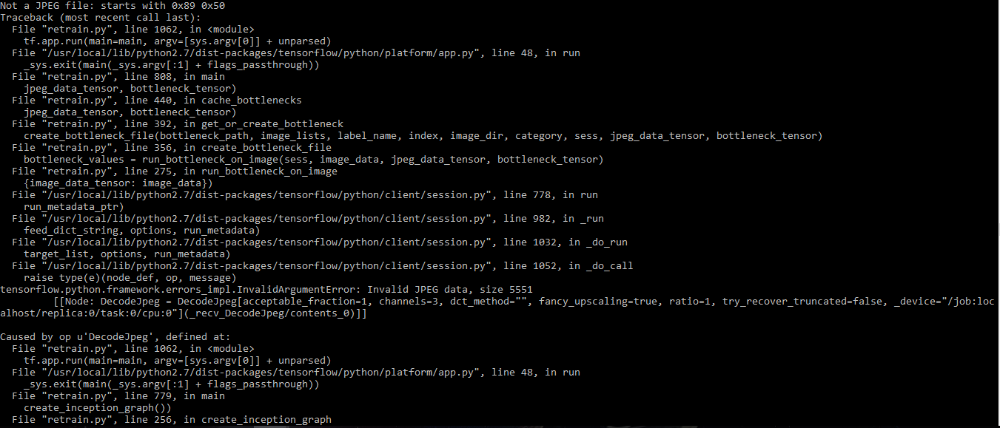 Not a JPEG file: starts with 0x89 0x50
Traceback (most recent call last):
  File "retrain.py", line 1062, in <module>
    tf.app.run(main=main, argv=[sys.argv[0]] + unparsed)
  File "/usr/local/lib/python2.7/dist-packages/tensorflow/python/platform/app.py", line 48, in run
    _sys.exit(main(_sys.argv[:1] + flags_passthrough))
  File "retrain.py", line 808, in main
    jpeg_data_tensor, bottleneck_tensor)
  File "retrain.py", line 440, in cache_bottlenecks
    jpeg_data_tensor, bottleneck_tensor)
  File "retrain.py", line 392, in get_or_create_bottleneck
    create_bottleneck_file(bottleneck_path, image_lists, label_name, index, image_dir, category, sess, jpeg_data_tensor, bottleneck_tensor)
  File "retrain.py", line 356, in create_bottleneck_file
    bottleneck_values = run_bottleneck_on_image(sess, image_data, jpeg_data_tensor, bottleneck_tensor)
  File "retrain.py", line 275, in run_bottleneck_on_image
    {image_data_tensor: image_data})
  File "/usr/local/lib/python2.7/dist-packages/tensorflow/python/client/session.py", line 778, in run
    run_metadata_ptr)
  File "/usr/local/lib/python2.7/dist-packages/tensorflow/python/client/session.py", line 982, in _run
    feed_dict_string, options, run_metadata)
  File "/usr/local/lib/python2.7/dist-packages/tensorflow/python/client/session.py", line 1032, in _do_run
    target_list, options, run_metadata)
  File "/usr/local/lib/python2.7/dist-packages/tensorflow/python/client/session.py", line 1052, in _do_call
    raise type(e)(node_def, op, message)
tensorflow.python.framework.errors_impl.InvalidArgumentError: Invalid JPEG data, size 5551
         [[Node: DecodeJpeg = DecodeJpeg[acceptable_fraction=1, channels=3, dct_method="", fancy_upscaling=true, ratio=1, try_recover_truncated=false, _device="/job:loc
alhost/replica:0/task:0/cpu:0"](_recv_DecodeJpeg/contents_0)]]

Caused by op u'DecodeJpeg', defined at:
  File "retrain.py", line 1062, in <module>
    tf.app.run(main=main, argv=[sys.argv[0]] + unparsed)
  File "/usr/local/lib/python2.7/dist-packages/tensorflow/python/platform/app.py", line 48, in run
    _sys.exit(main(_sys.argv[:1] + flags_passthrough))
  File "retrain.py", line 779, in main
    create_inception_graph())
  File "retrain.py", line 256, in create_inception_graph